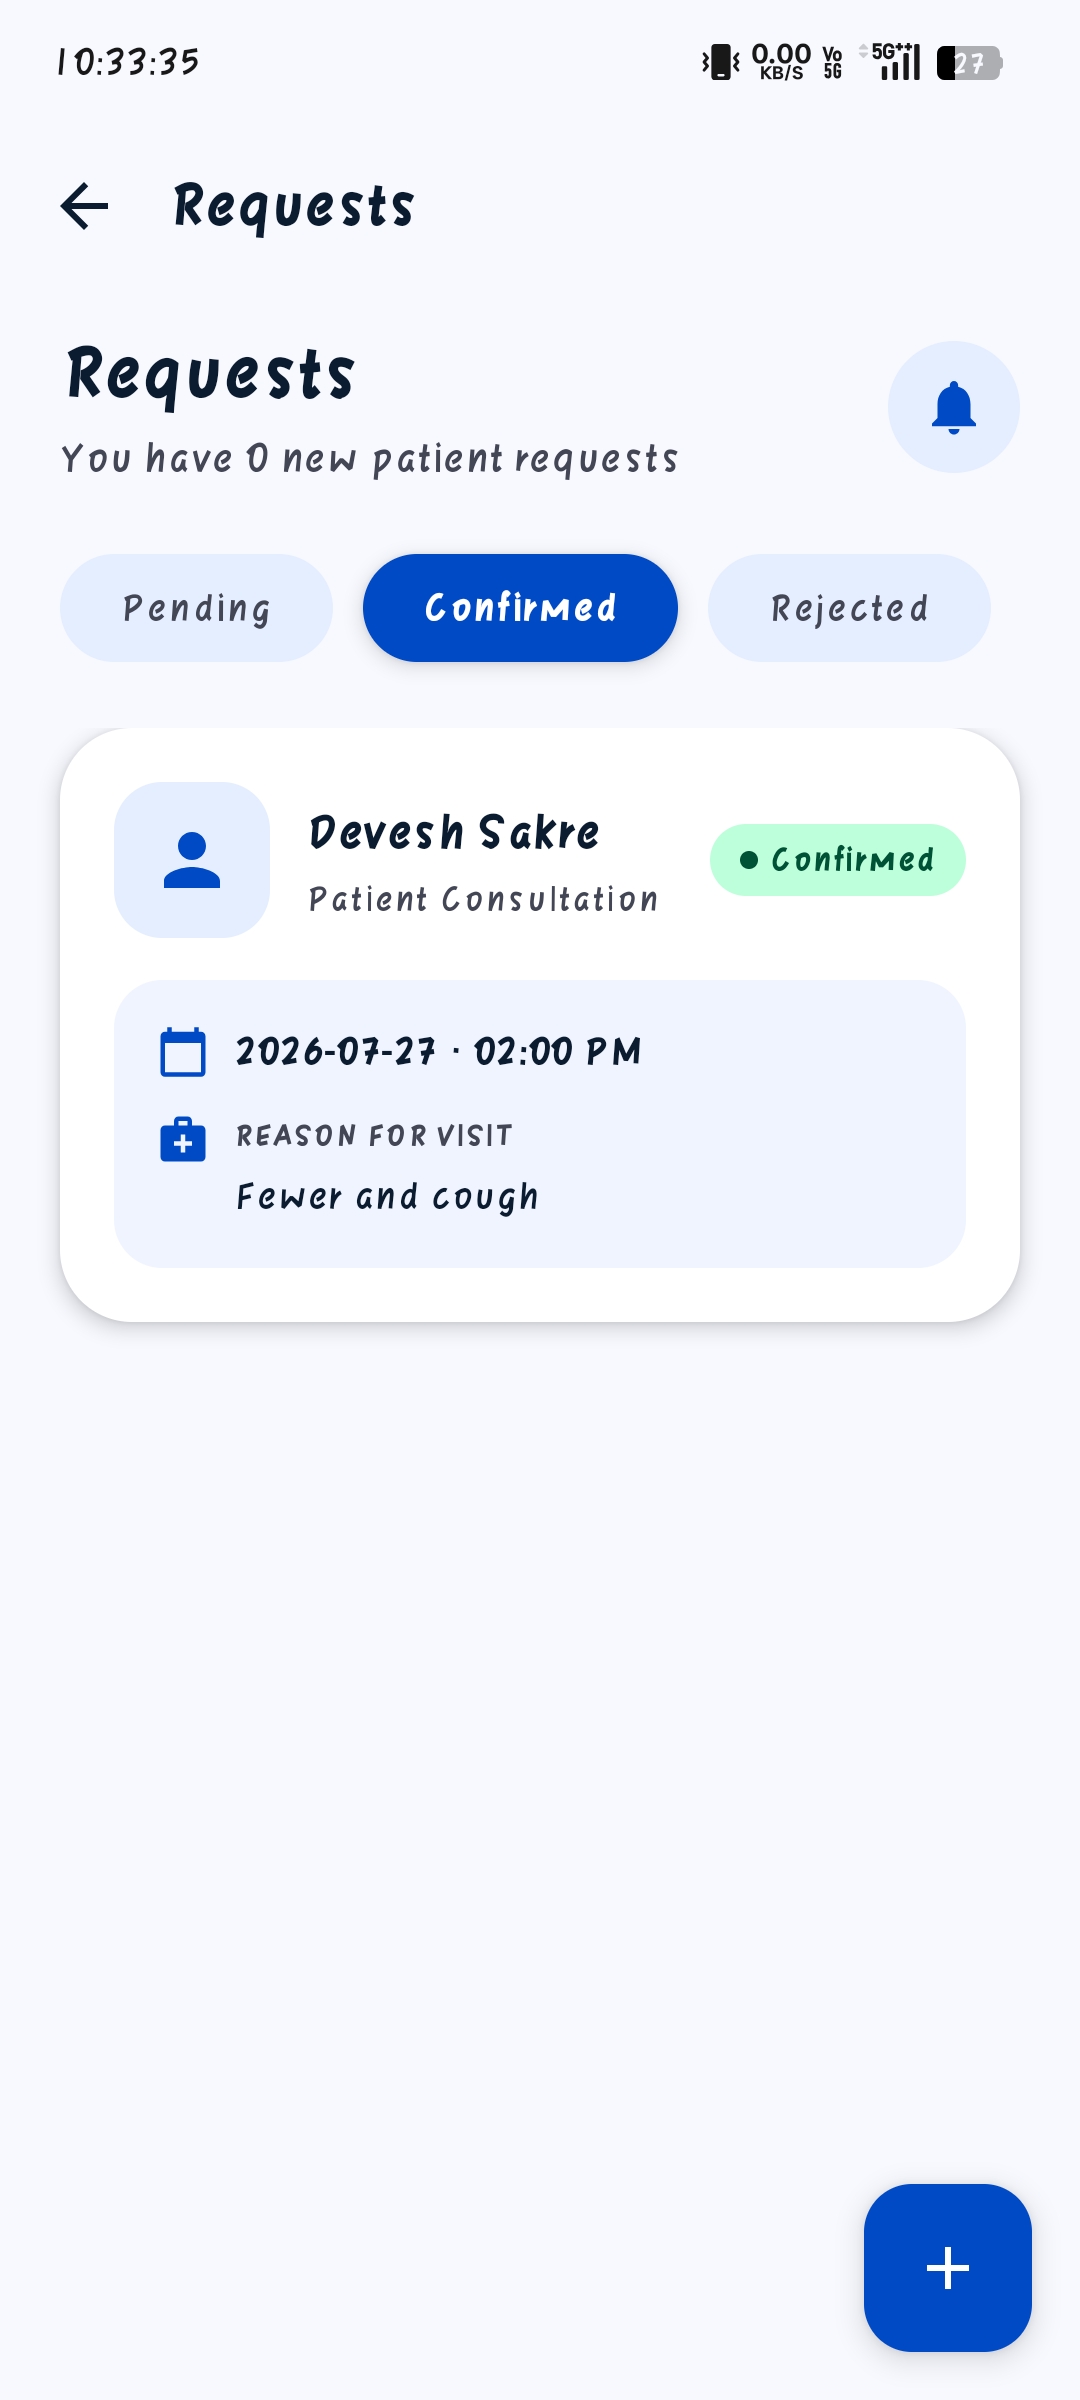 10:33:35
0.00 KB/S Vo 5G 5G++ 27
Requests
Requests
You have 0 new patient requests
Pending Confirmed Rejected
Devesh Sakre
Patient Consultation
Confirmed
2026-07-27 · 02:00 PM
REASON FOR VISIT
Fewer and cough